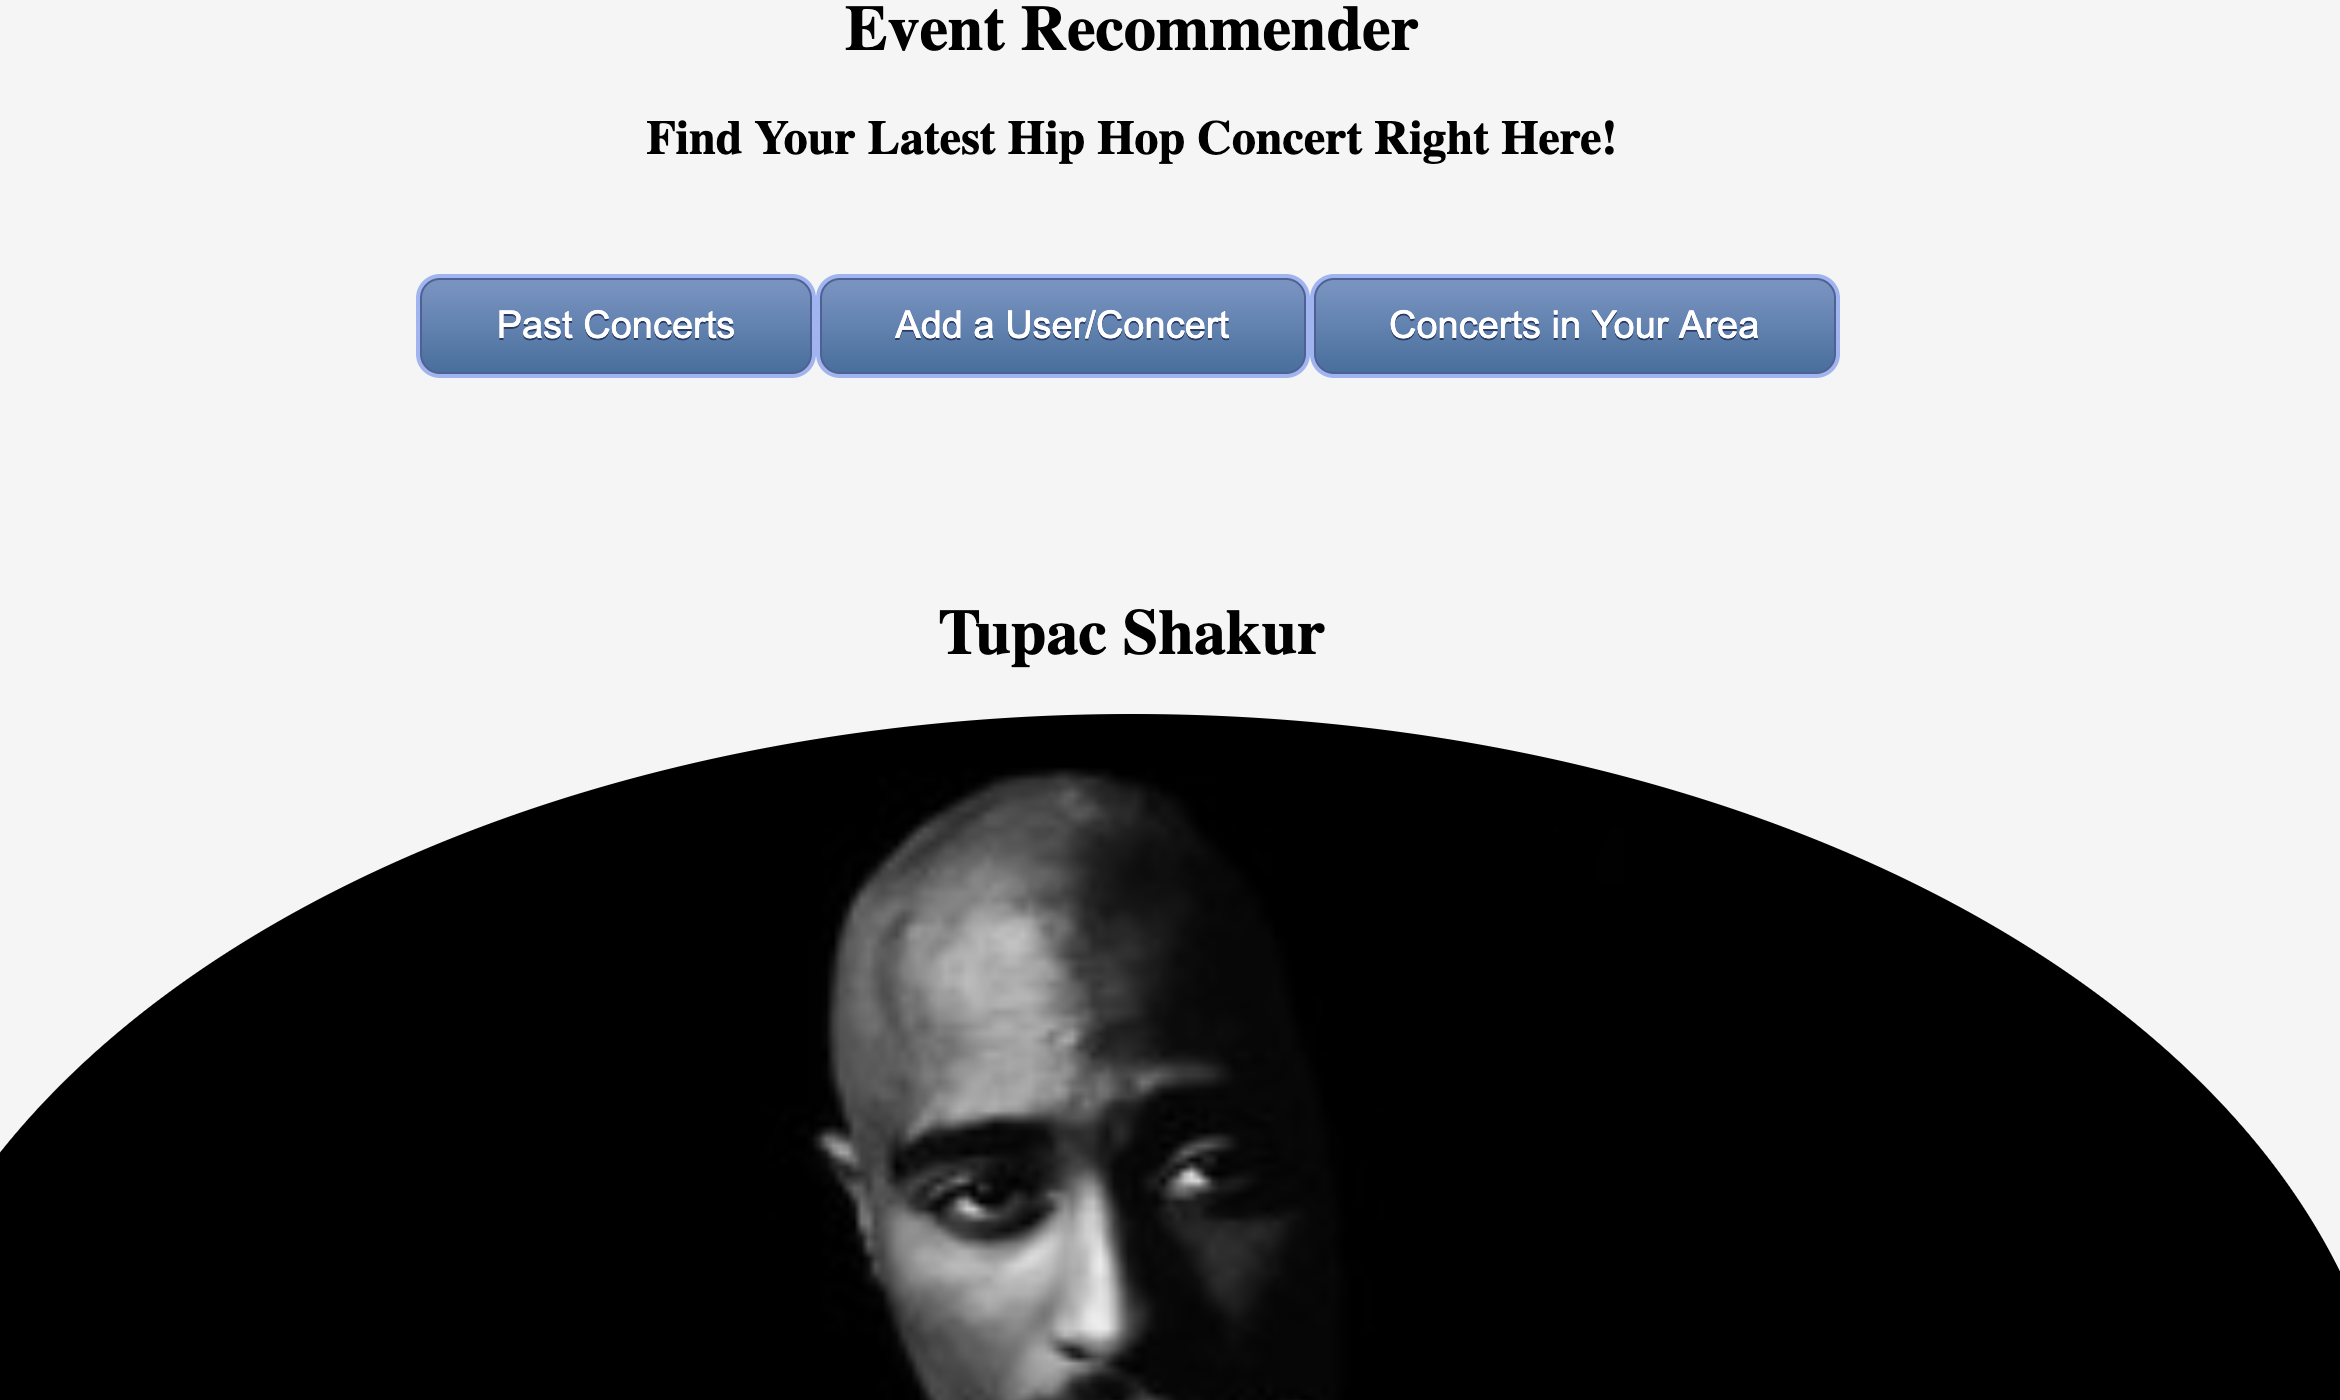 Event Recommender
Find Your Latest Hip Hop Concert Right Here!
Past Concerts
Add a User/Concert
Concerts in Your Area
Tupac Shakur